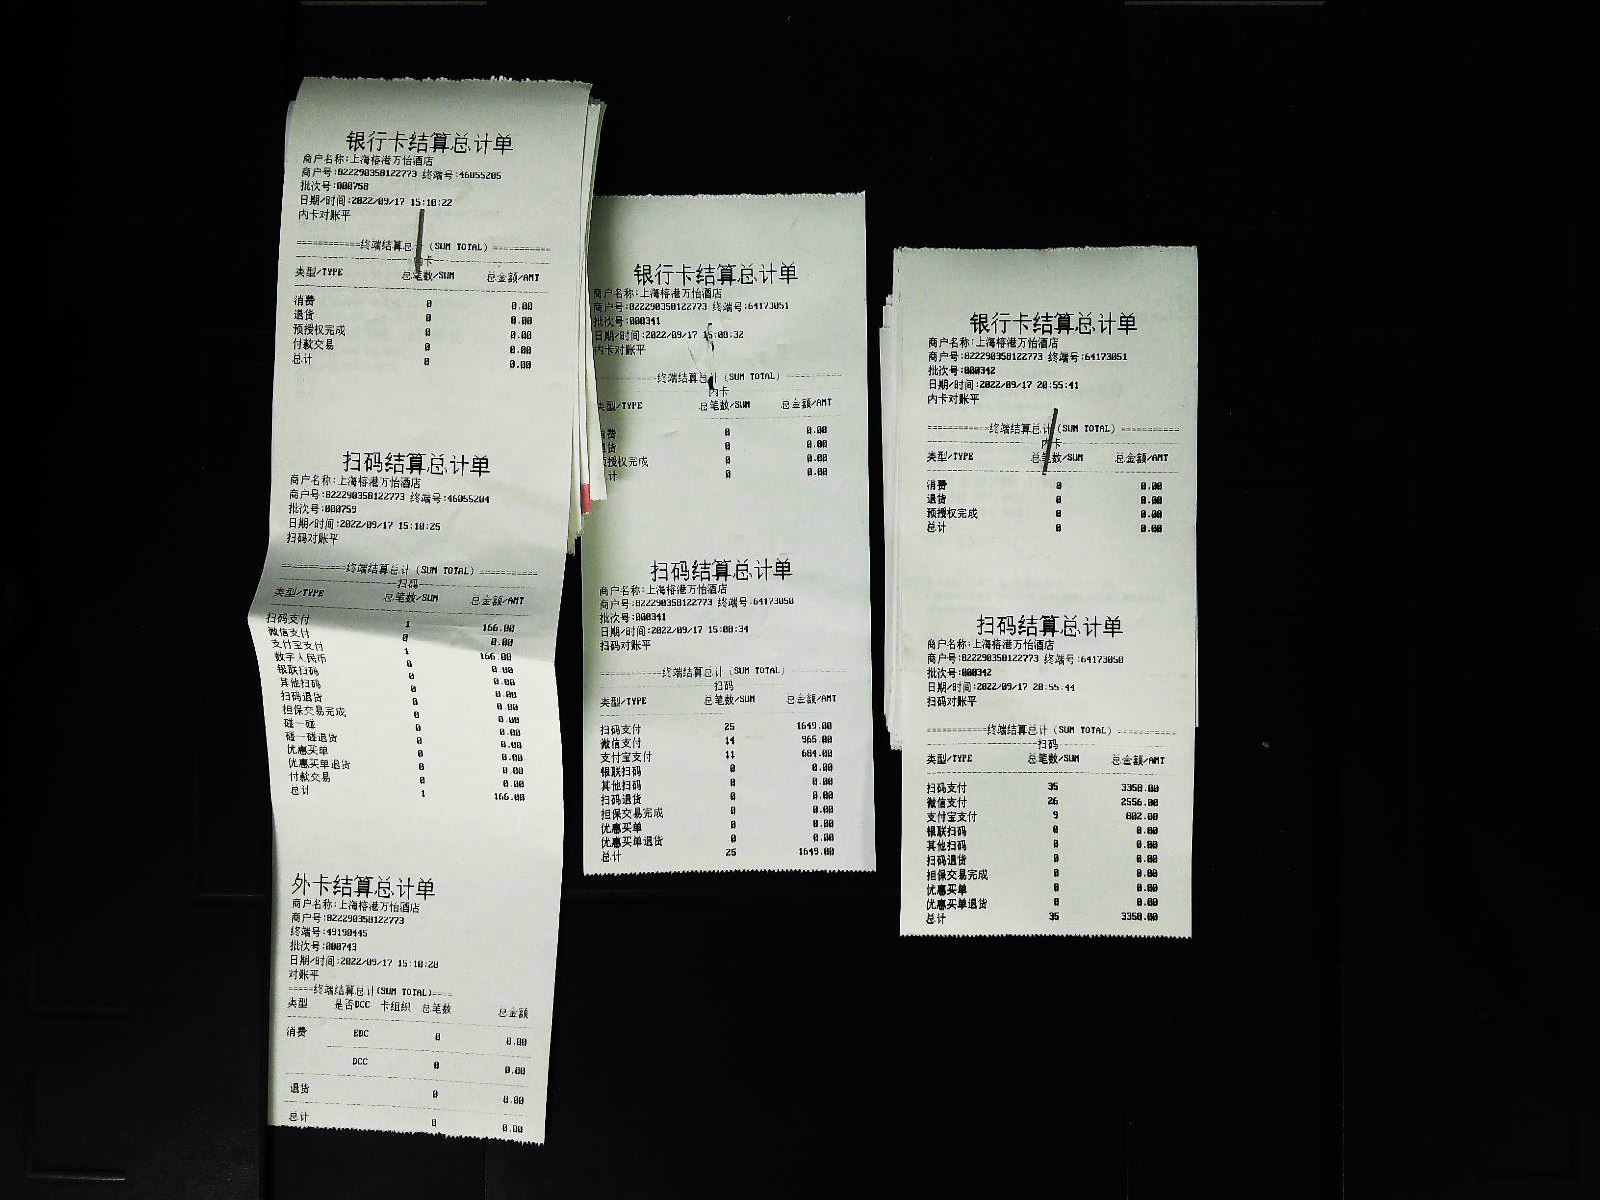 银行卡结算总计单
商户名称:上海榕港万怡酒店
商户号:822290358122773 终端号:46055205
批次号:000758
日期/时间:2022/09/17 15:10:22
内卡对账平
============终端结算总计(SUM TOTAL)============
内卡
类型/TYPE 总笔数/SUM 总金额/AMT
消费 0 0.00
退货 0 0.00
预授权完成 0 0.00
付款交易 0 0.00
总计 0 0.00
扫码结算总计单
商户名称:上海榕港万怡酒店
商户号:822290358122773 终端号:46055204
批次号:000759
日期/时间:2022/09/17 15:10:25
扫码对账平
============终端结算总计(SUM TOTAL)============
扫码
类型/TYPE 总笔数/SUM 总金额/AMT
扫码支付 1 166.00
微信支付 0 0.00
支付宝支付 1 166.00
数字人民币 0 0.00
银联扫码 0 0.00
其他扫码 0 0.00
扫码退货 0 0.00
担保交易完成 0 0.00
碰一碰 0 0.00
碰一碰退货 0 0.00
优惠买单 0 0.00
优惠买单退货 0 0.00
付款交易 0 0.00
总计 1 166.00
外卡结算总计单
商户名称:上海榕港万怡酒店
商户号:822290358122773
终端号:49190445
批次号:000743
日期/时间:2022/09/17 15:10:28
对账平
=====终端结算总计(SUM TOTAL)====
类型 是否DCC 卡组织 总笔数 总金额
消费 EDC 0 0.00
DCC 0 0.00
退货 0 0.00
总计 0 0.00
银行卡结算总计单
商户名称:上海榕港万怡酒店
商户号:822290358122773 终端号:64173051
批次号:000341
日期/时间:2022/09/17 15:08:32
内卡对账平
终端结算总计(SUM TOTAL)
内卡
类型/TYPE 总笔数/SUM 总金额/AMT
消费 0 0.00
退货 0 0.00
预授权完成 0 0.00
计 0 0.00
扫码结算总计单
商户名称:上海榕港万怡酒店
商户号:822290358122773 终端号:64173050
批次号:000341
日期/时间:2022/09/17 15:08:34
扫码对账平
============终端结算总计(SUM TOTAL)============
扫码
类型/TYPE 总笔数/SUM 总金额/AMT
扫码支付 25 1649.00
微信支付 14 965.00
支付宝支付 11 684.00
银联扫码 0 0.00
其他扫码 0 0.00
扫码退货 0 0.00
担保交易完成 0 0.00
优惠买单 0 0.00
优惠买单退货 0 0.00
总计 25 1649.00
银行卡结算总计单
商户名称:上海榕港万怡酒店
商户号:822290358122773 终端号:64173051
批次号:000342
日期/时间:2022/09/17 20:55:41
内卡对账平
============终端结算总计(SUM TOTAL)============
内卡
类型/TYPE 总笔数/SUM 总金额/AMT
消费 0 0.00
退货 0 0.00
预授权完成 0 0.00
总计 0 0.00
扫码结算总计单
商户名称:上海榕港万怡酒店
商户号:822290358122773 终端号:64173050
批次号:000342
日期/时间:2022/09/17 20:55:44
扫码对账平
============终端结算总计(SUM TOTAL)============
扫码
类型/TYPE 总笔数/SUM 总金额/AMT
扫码支付 35 3358.00
微信支付 26 2556.00
支付宝支付 9 802.00
银联扫码 0 0.00
其他扫码 0 0.00
扫码退货 0 0.00
担保交易完成 0 0.00
优惠买单 0 0.00
优惠买单退货 0 0.00
总计 35 3358.00